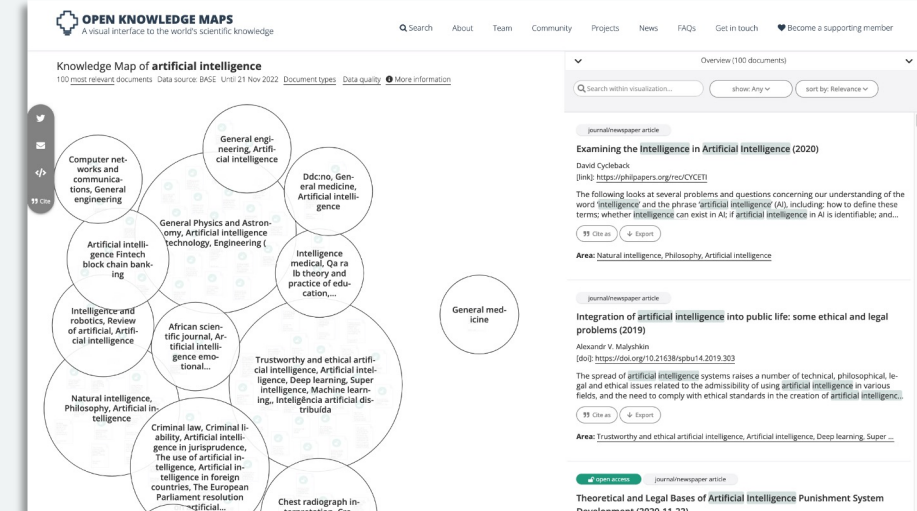 OPEN KNOWLEDGE MAPS
A visual interface to the world's scientific knowledge
Search About Team Community Projects News FAQs Get in touch Become a supporting member
Knowledge Map of artificial intelligence
100 most relevant documents Data source: BASE Until 21 Nov 2022 Document types Data quality More information
Cite
General engi-
neering, Artifi-
cial intelligence
Computer net-
works and
communica-
tions, General
engineering
Ddc:no, Gen-
eral medicine,
Artificial intelli-
gence
General Physics and Astron-
omy, Artificial intelligence
technology, Engineering (
Artificial intelli-
gence Fintech
block chain bank-
ing
Intelligence
medical, Qa ra
lb theory and
practice of edu-
cation,...
General med-
icine
Intelligence and
robotics, Review
of artificial, Artifi-
cial intelligence
African scien-
tific journal, Ar-
tificial intelli-
gence emo-
tional...
Trustworthy and ethical artifi-
cial intelligence, Artificial intel-
ligence, Deep learning, Super
intelligence, Machine learn-
ing,, Inteligência artificial dis-
tribuída
Natural intelligence,
Philosophy, Artificial in-
telligence
Criminal law, Criminal li-
ability, Artificial intelli-
gence in jurisprudence,
The use of artificial in-
telligence, Artificial in-
telligence in foreign
countries, The European
Parliament resolution
Chest radiograph in-
Overview (100 documents)
Search within visualization...
show: Any
sort by: Relevance
journal/newspaper article
Examining the Intelligence in Artificial Intelligence (2020)
David Cycleback
[link]: https://philpapers.org/rec/CYCETI
The following looks at several problems and questions concerning our understanding of the
word 'intelligence' and the phrase 'artificial intelligence' (AI), including: how to define these
terms; whether intelligence can exist in AI; if artificial intelligence in AI is identifiable; and...
Cite as Export
Area: Natural intelligence, Philosophy, Artificial intelligence
journal/newspaper article
Integration of artificial intelligence into public life: some ethical and legal
problems (2019)
Alexandr V. Malyshkin
[doi]: https://doi.org/10.21638/spbu14.2019.303
The spread of artificial intelligence systems raises a number of technical, philosophical, le-
gal and ethical issues related to the admissibility of using artificial intelligence in various
fields, and the need to comply with ethical standards in the creation of artificial intelligenc...
Cite as Export
Area: Trustworthy and ethical artificial intelligence, Artificial intelligence, Deep learning, Super ...
open access journal/newspaper article
Theoretical and Legal Bases of Artificial Intelligence Punishment System